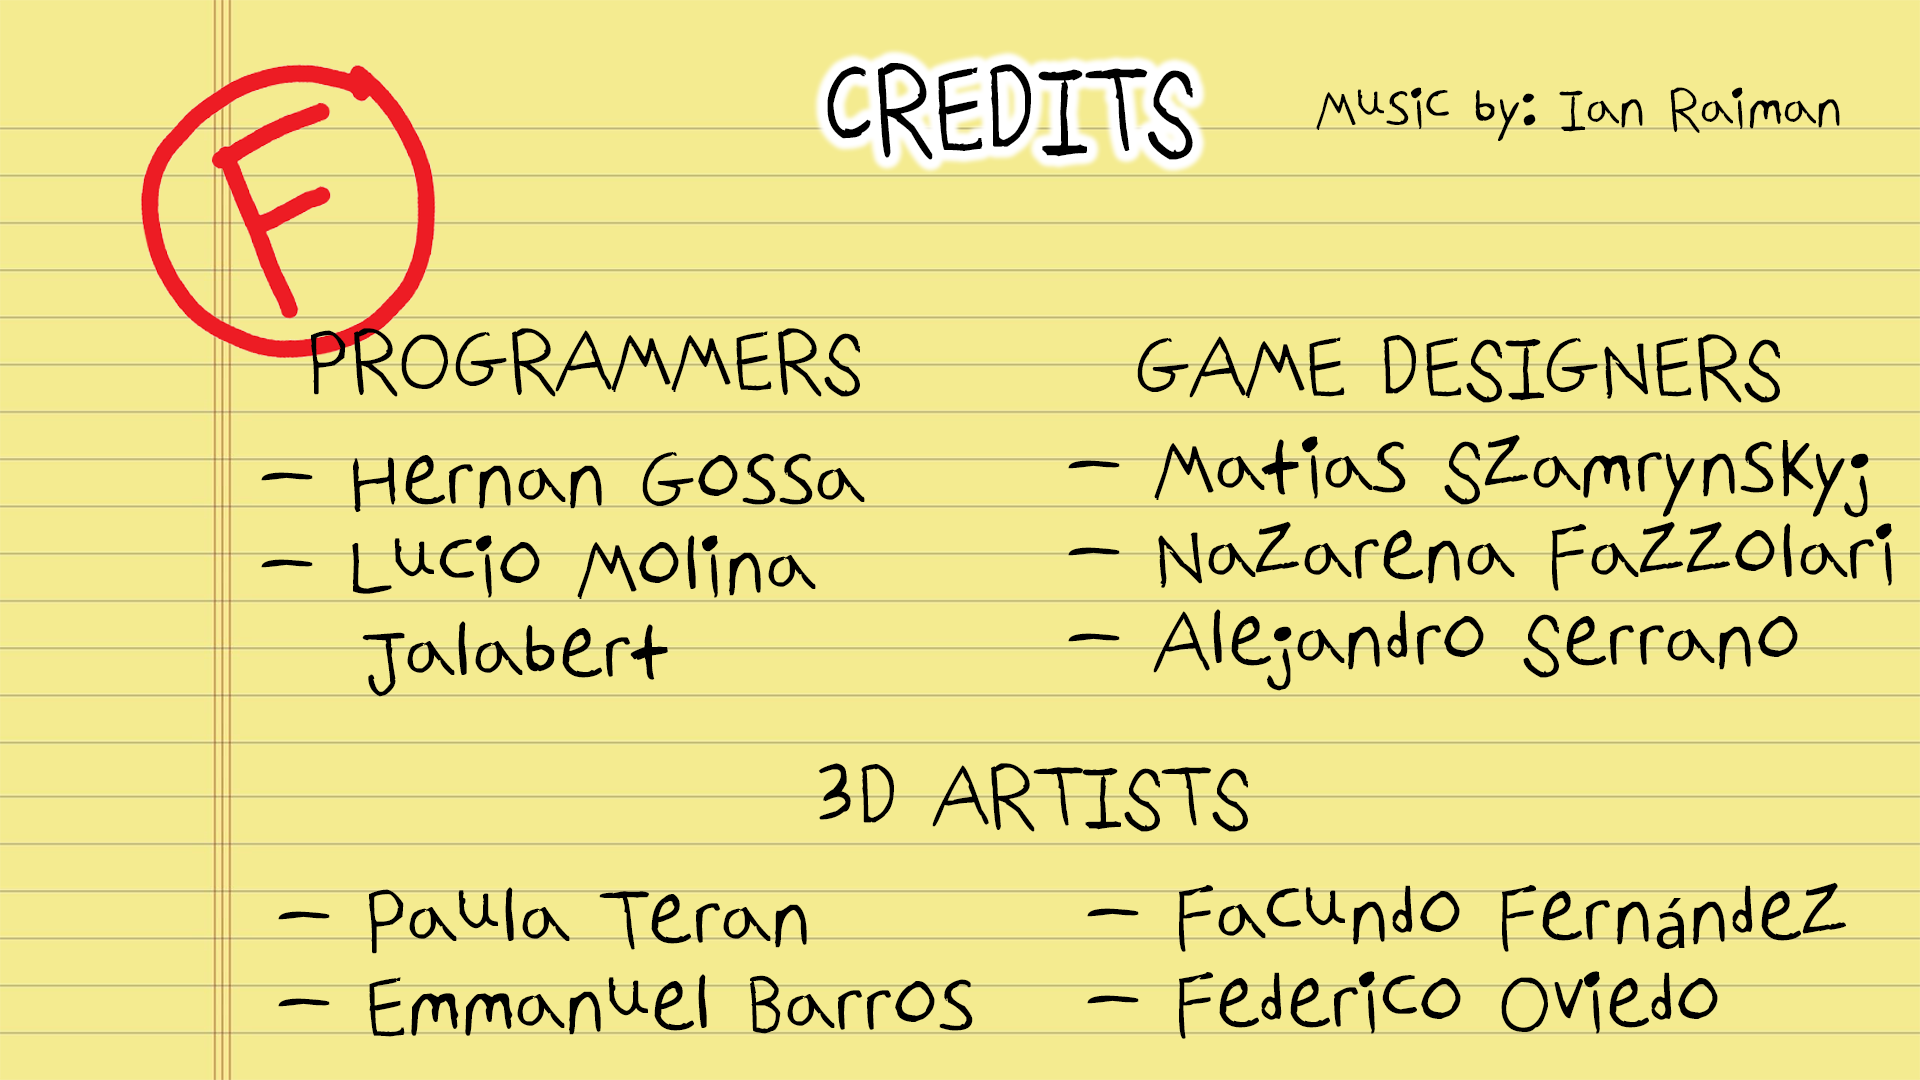 F
CREDITS
Music by: Ian Raiman
PROGRAMMERS
- Hernan Gossa
- Lucio Molina
Jalabert
GAME DESIGNERS
- Matias Szamrynskyj
- Nazarena Fazzolari
- Alejandro Serrano
3D ARTISTS
- Paula Teran
- Emmanuel Barros
- Facundo Fernández
- Federico Oviedo